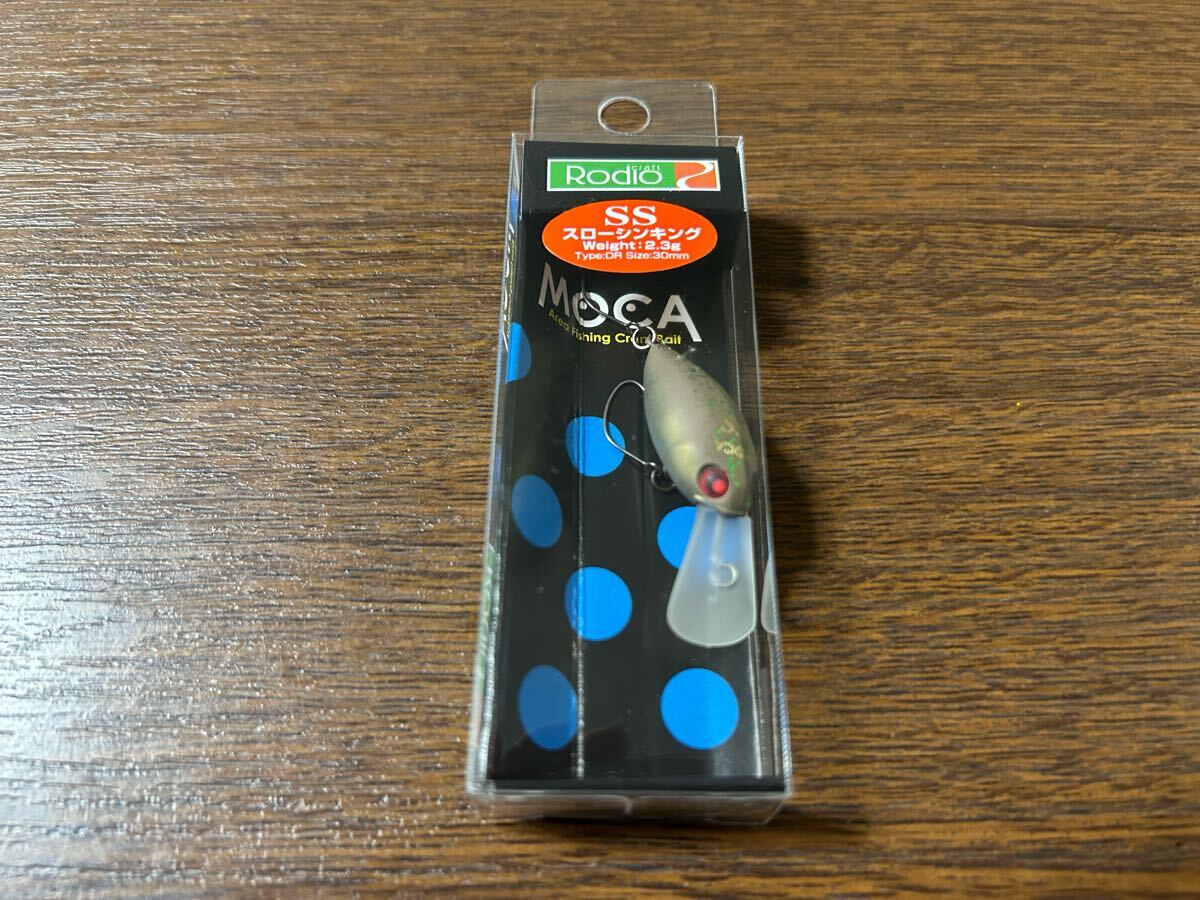 craft
Rodio
SS
スローシンキング
Weight:2.3g
Type:DR Size:30mm
MOCA
Area Fishing Crank Bait